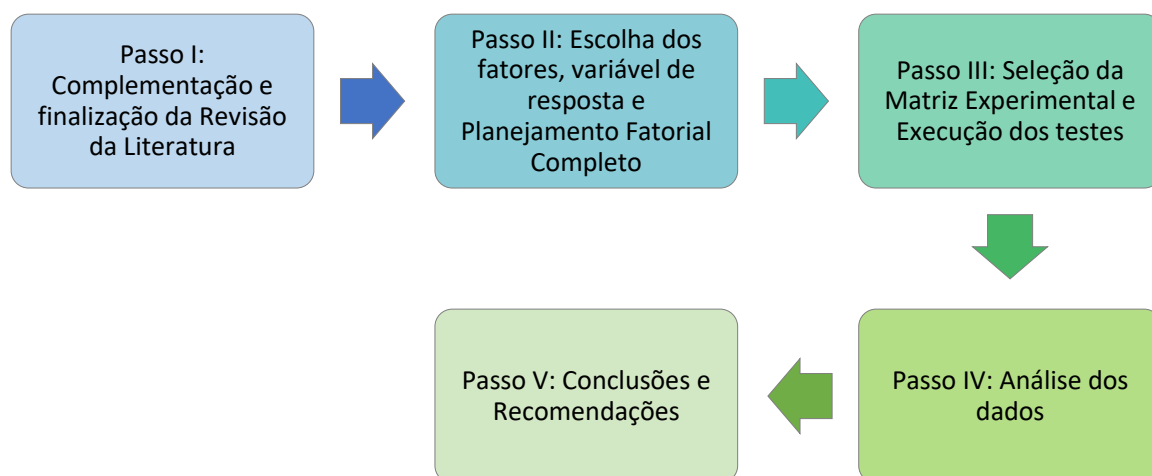 Passo I:
Complementação e
finalização da Revisão
da Literatura
Passo II: Escolha dos
fatores, variável de
resposta e
Planejamento Fatorial
Completo
Passo III: Seleção da
Matriz Experimental e
Execução dos testes
Passo IV: Análise dos
dados
Passo V: Conclusões e
Recomendações